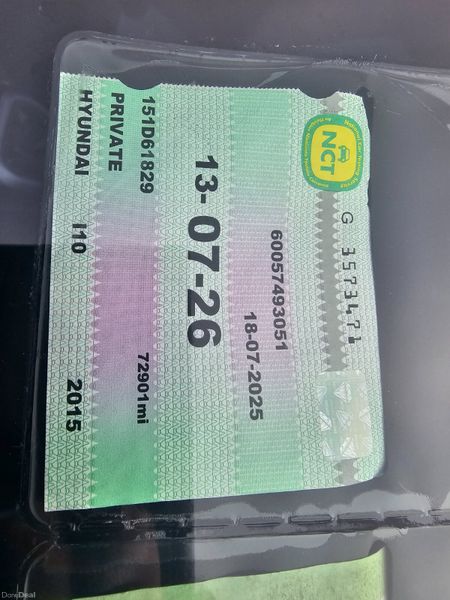 NCT
G 3573471
60057493051
18-07-2025
13-07-26
151D61829
72901mi
PRIVATE
HYUNDAI I10 2015
DoneDeal